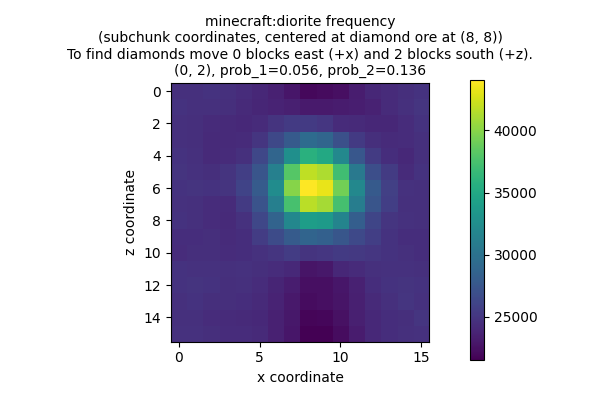 minecraft:diorite frequency
(subchunk coordinates, centered at diamond ore at (8, 8))
To find diamonds move 0 blocks east (+x) and 2 blocks south (+z).
(0, 2), prob_1=0.056, prob_2=0.136
0
2
4
6
8
10
12
14
z coordinate
0 5 10 15
x coordinate
40000
35000
30000
25000